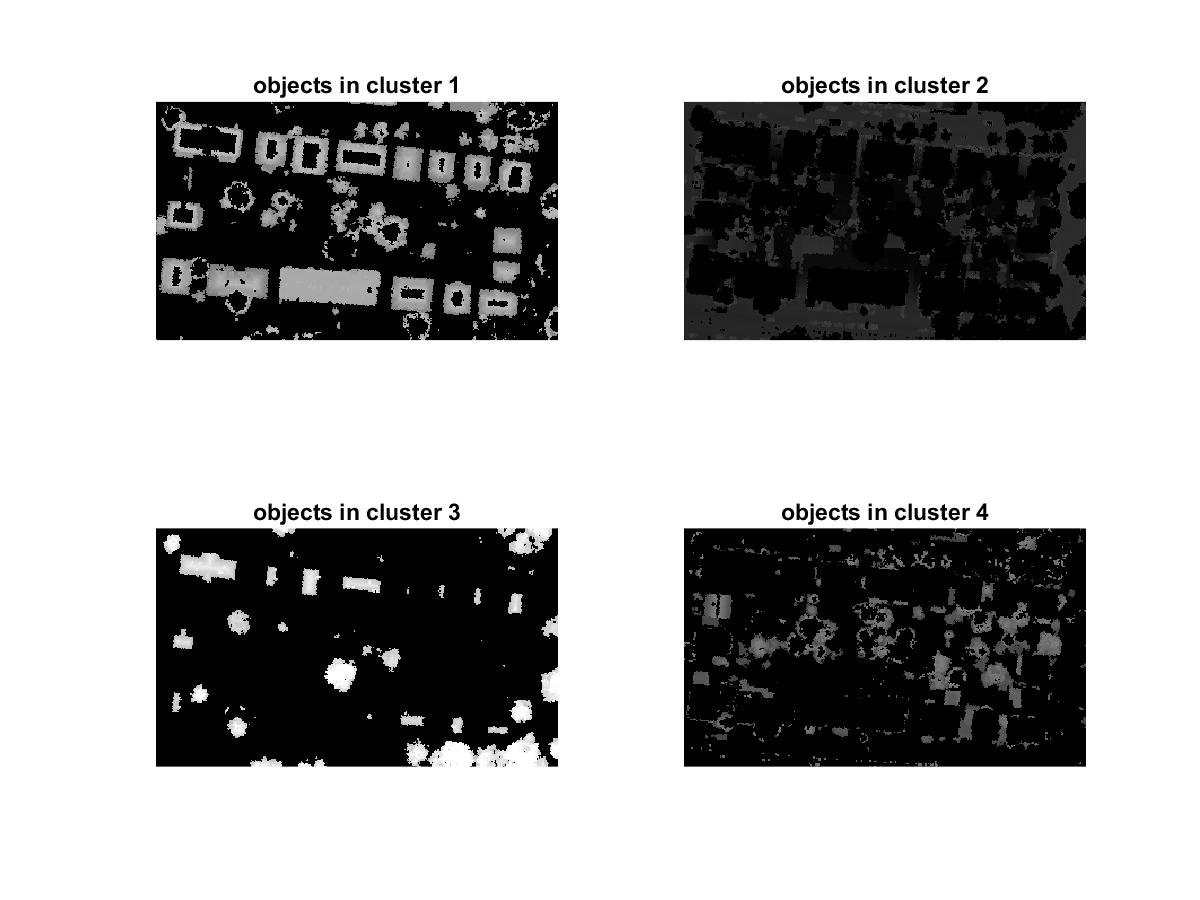 objects in cluster 1
objects in cluster 2
objects in cluster 3
objects in cluster 4